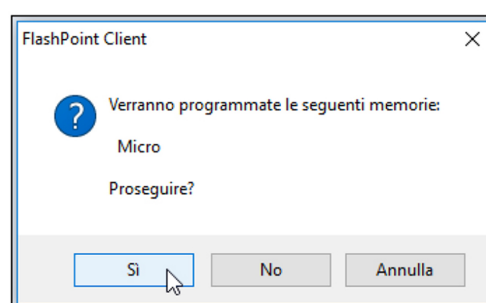 FlashPoint Client
Verranno programmate le seguenti memorie:
Micro
Proseguire?
Sì No Annulla